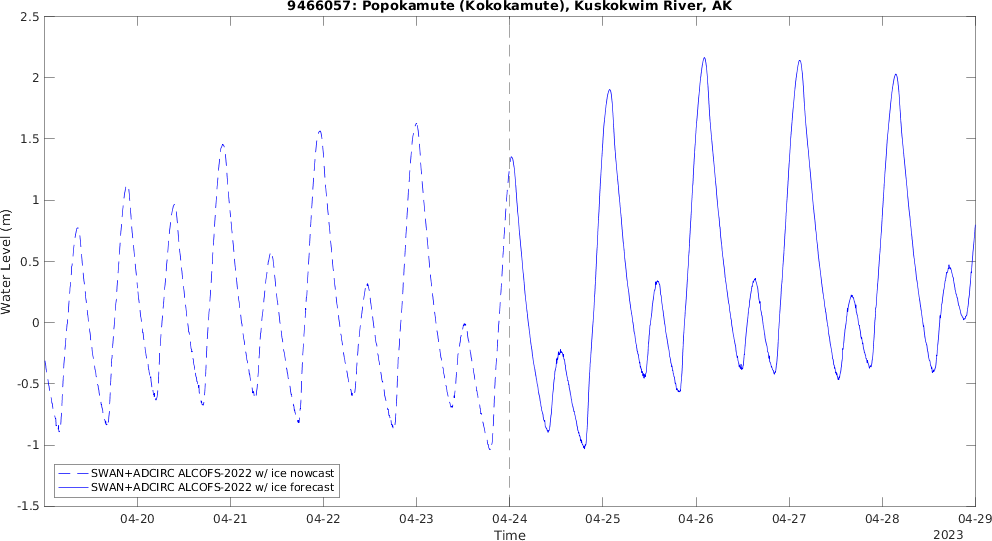 9466057: Popokamute (Kokokamute), Kuskokwim River, AK
2.5
2
1.5
1
0.5
0
-0.5
-1
-1.5
Water Level (m)
SWAN+ADCIRC ALCOFS-2022 w/ ice nowcast
SWAN+ADCIRC ALCOFS-2022 w/ ice forecast
04-20 04-21 04-22 04-23 04-24 04-25 04-26 04-27 04-28 04-29
Time
2023